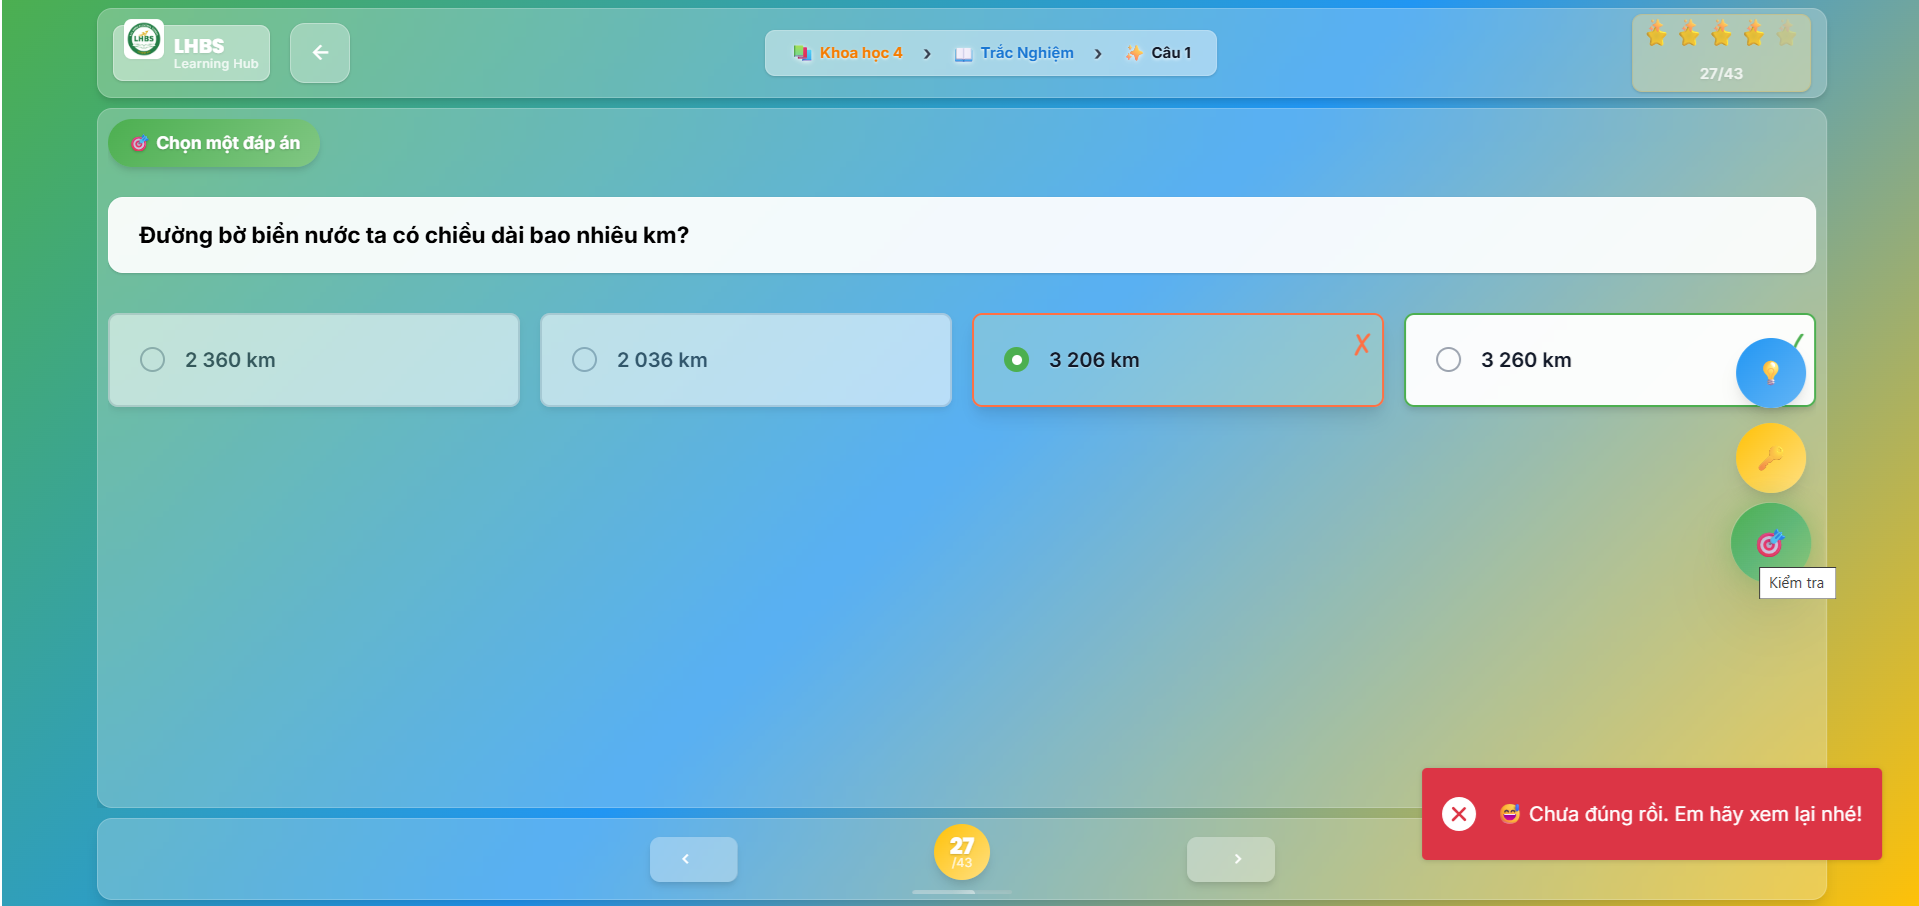 LHBS
LHBS
Learning Hub
Khoa học 4 › Trắc Nghiệm › Câu 1
27/43
Chọn một đáp án
Đường bờ biển nước ta có chiều dài bao nhiêu km?
2 360 km
2 036 km
3 206 km
3 260 km
Kiểm tra
Chưa đúng rồi. Em hãy xem lại nhé!
27
/43